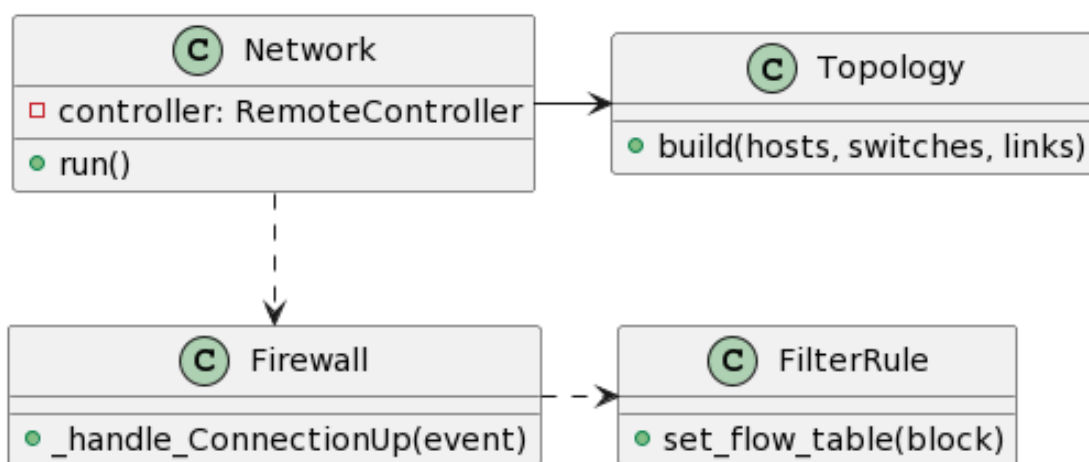 C Network
controller: RemoteController
run()
C Topology
build(hosts, switches, links)
C Firewall
_handle_ConnectionUp(event)
C FilterRule
set_flow_table(block)